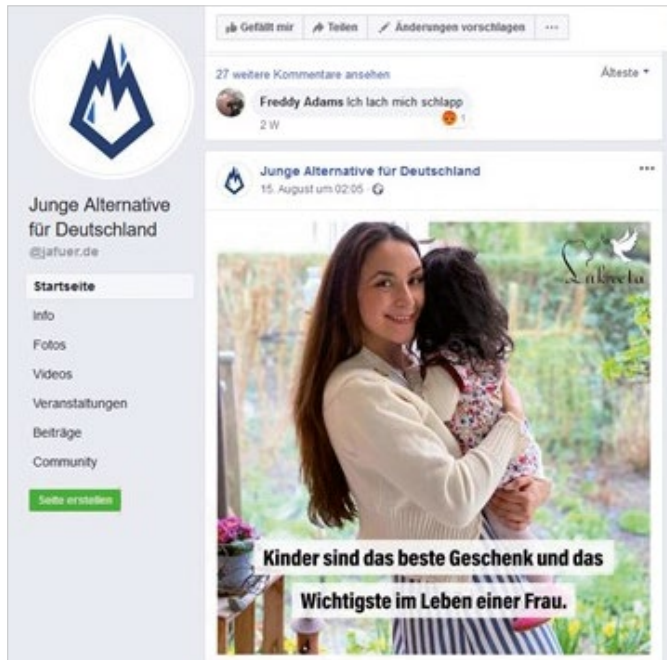 Gefällt mir Teilen Änderungen vorschlagen ...
27 weitere Kommentare ansehen Älteste
Freddy Adams Ich lach mich schlapp
1
2 W
Junge Alternative für Deutschland ...
15. August um 02:05 ·
Junge Alternative
für Deutschland
@jafuer.de
Startseite
Info
Fotos
Videos
Veranstaltungen
Beiträge
Community
Seite erstellen
Lukreta
Kinder sind das beste Geschenk und das
Wichtigste im Leben einer Frau.